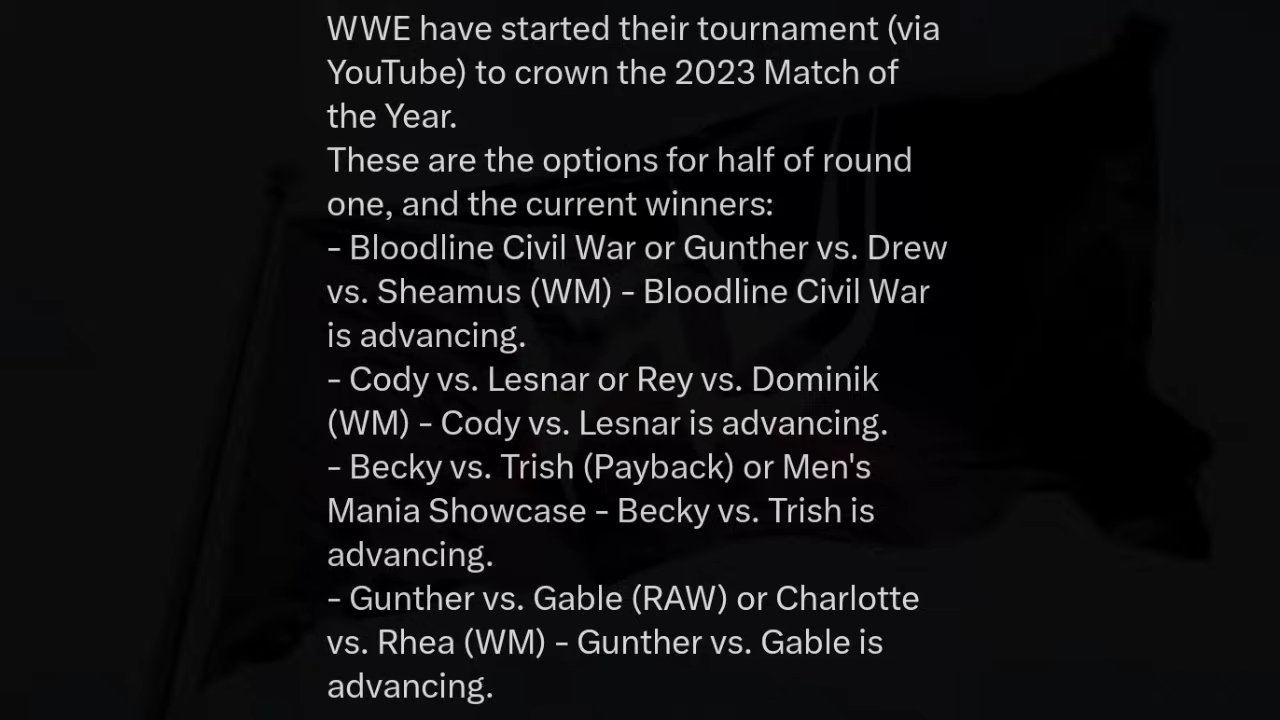 WWE have started their tournament (via
YouTube) to crown the 2023 Match of
the Year.
These are the options for half of round
one, and the current winners:
- Bloodline Civil War or Gunther vs. Drew
vs. Sheamus (WM) - Bloodline Civil War
is advancing.
- Cody vs. Lesnar or Rey vs. Dominik
(WM) - Cody vs. Lesnar is advancing.
- Becky vs. Trish (Payback) or Men's
Mania Showcase - Becky vs. Trish is
advancing.
- Gunther vs. Gable (RAW) or Charlotte
vs. Rhea (WM) - Gunther vs. Gable is
advancing.